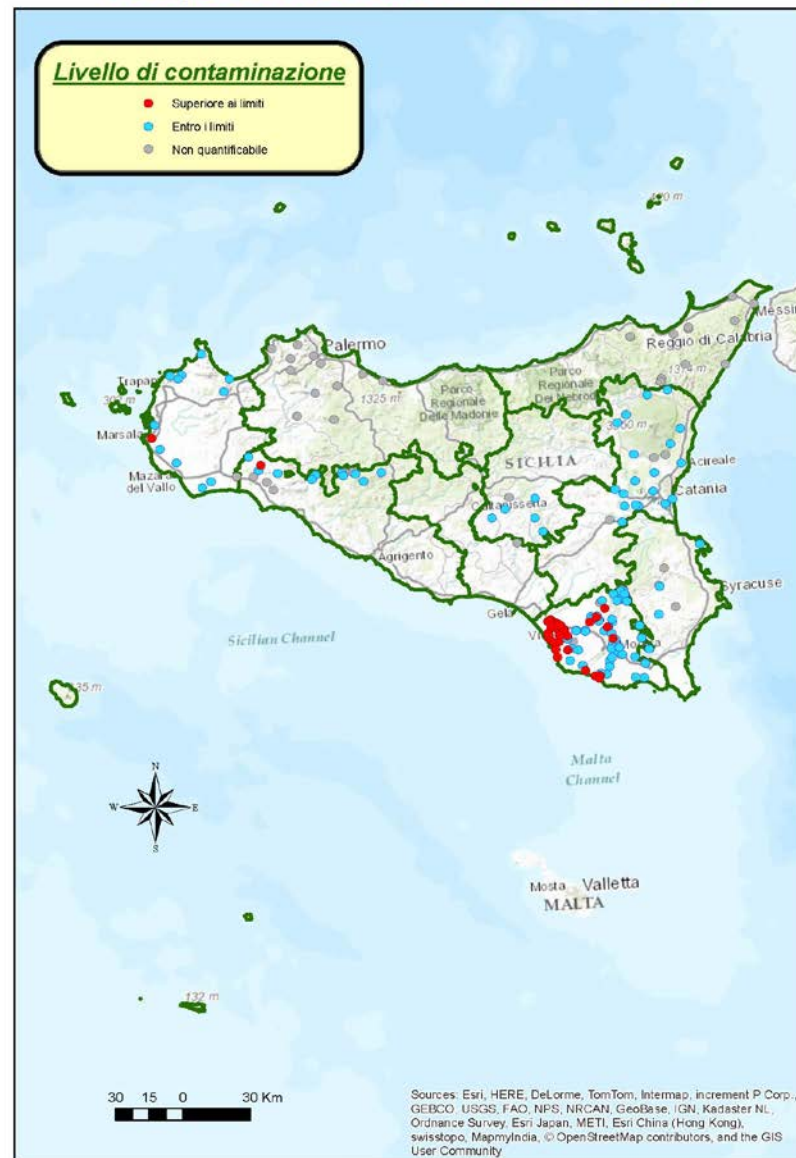 Livello di contaminazione
Superiore ai limiti
Entro i limiti
Non quantificabile
Palermo
Messin
Reggio di Calabria
Trapan
Marsala
Mazara
del Vallo
1325 m
Parco
Regionale
Delle Madonie
Parco
Regionale
Dei Nebrod
1374 m
SICILIA
Acireale
Catania
Caltanissetta
Agrigento
Gela
Syracuse
Sicilian Channel
N
W
E
S
Malta
Channel
Mosta
Valletta
MALTA
132 m
30 15 0 30 Km
Sources: Esri, HERE, DeLorme, TomTom, Intermap, increment P Corp.,
GEBCO, USGS, FAO, NPS, NRCAN, GeoBase, IGN, Kadaster NL,
Ordnance Survey, Esri Japan, METI, Esri China (Hong Kong),
swisstopo, MapmyIndia, © OpenStreetMap contributors, and the GIS
User Community